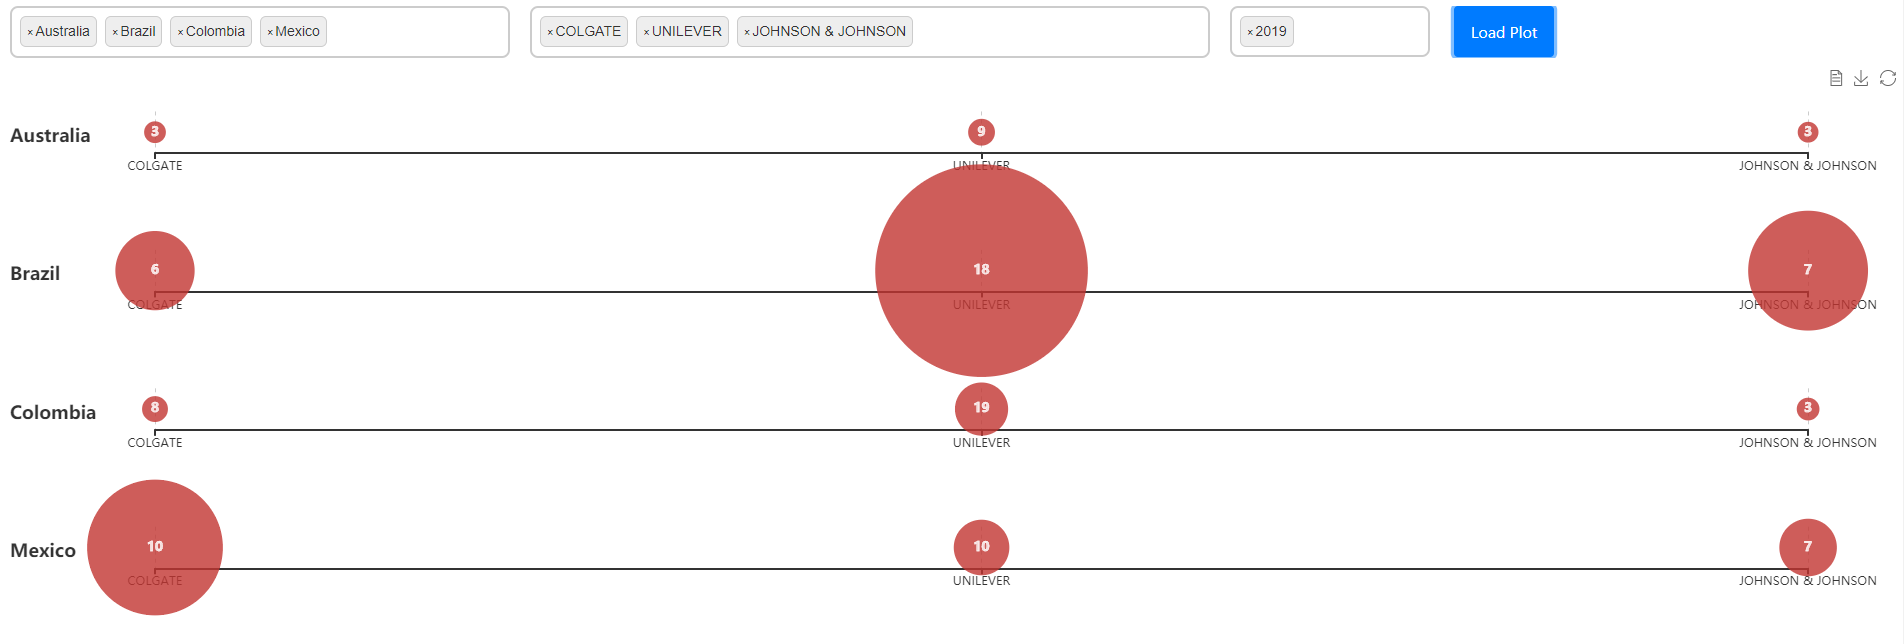 ×Australia ×Brazil ×Colombia ×Mexico ×COLGATE ×UNILEVER ×JOHNSON & JOHNSON ×2019 Load Plot
Australia 3 9 3
COLGATE UNILEVER JOHNSON & JOHNSON
Brazil 6 18 7
COLGATE UNILEVER JOHNSON & JOHNSON
Colombia 8 19 3
COLGATE UNILEVER JOHNSON & JOHNSON
Mexico 10 10 7
COLGATE UNILEVER JOHNSON & JOHNSON